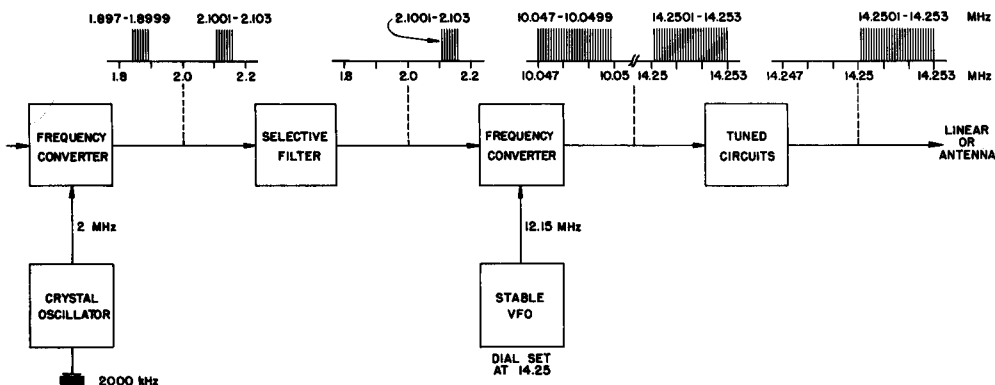 1.897-1.8999
2.1001-2.103
2.1001-2.103
10.047-10.0499
14.2501-14.253
14.2501-14.253
MHz
1.8
2.0
2.2
1.8
2.0
2.2
10.047
10.05
14.25
14.253
14.247
14.25
14.253
MHz
FREQUENCY
CONVERTER
SELECTIVE
FILTER
FREQUENCY
CONVERTER
TUNED
CIRCUITS
LINEAR
OR
ANTENNA
2 MHz
12.15 MHz
CRYSTAL
OSCILLATOR
STABLE
VFO
DIAL SET
AT 14.25
2000 kHz